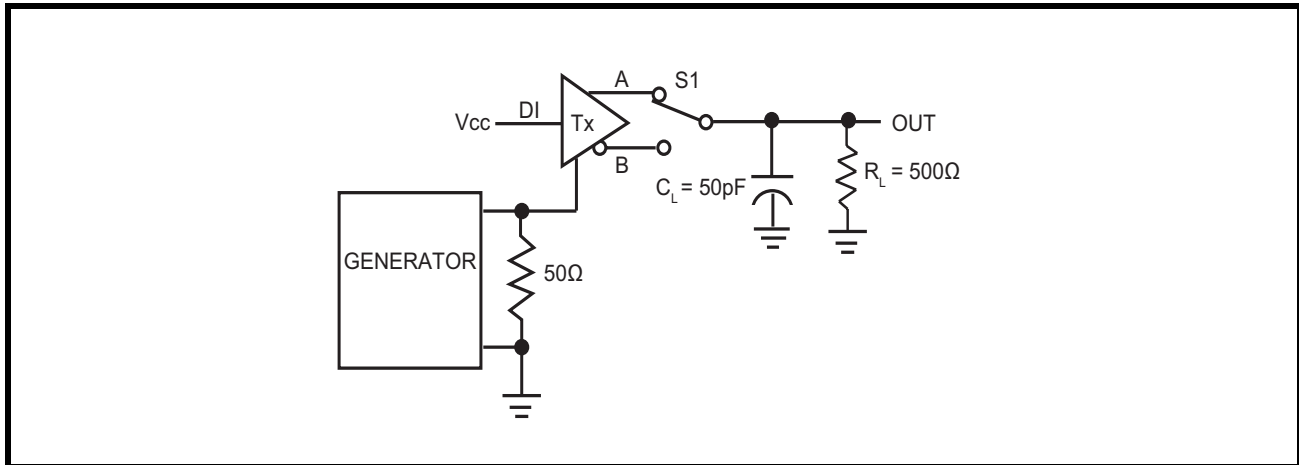 A
S1
Vcc
DI
Tx
OUT
B
C_L = 50pF
R_L = 500Ω
GENERATOR
50Ω